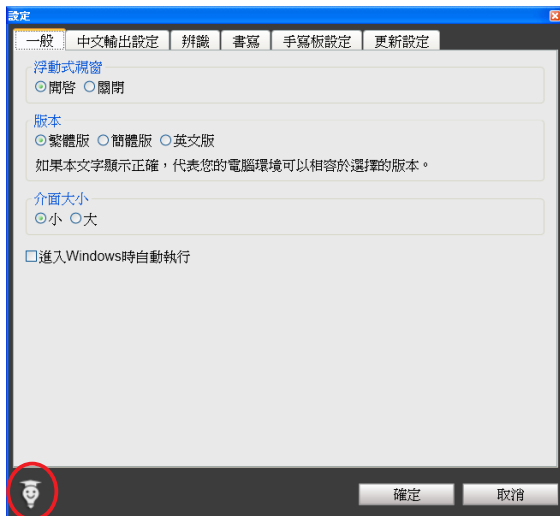 設定
一般 中文輸出設定 辨識 書寫 手寫板設定 更新設定
浮動式視窗
開啓 關閉
版本
繁體版 簡體版 英文版
如果本文字顯示正確，代表您的電腦環境可以相容於選擇的版本。
介面大小
小 大
進入Windows時自動執行
確定 取消